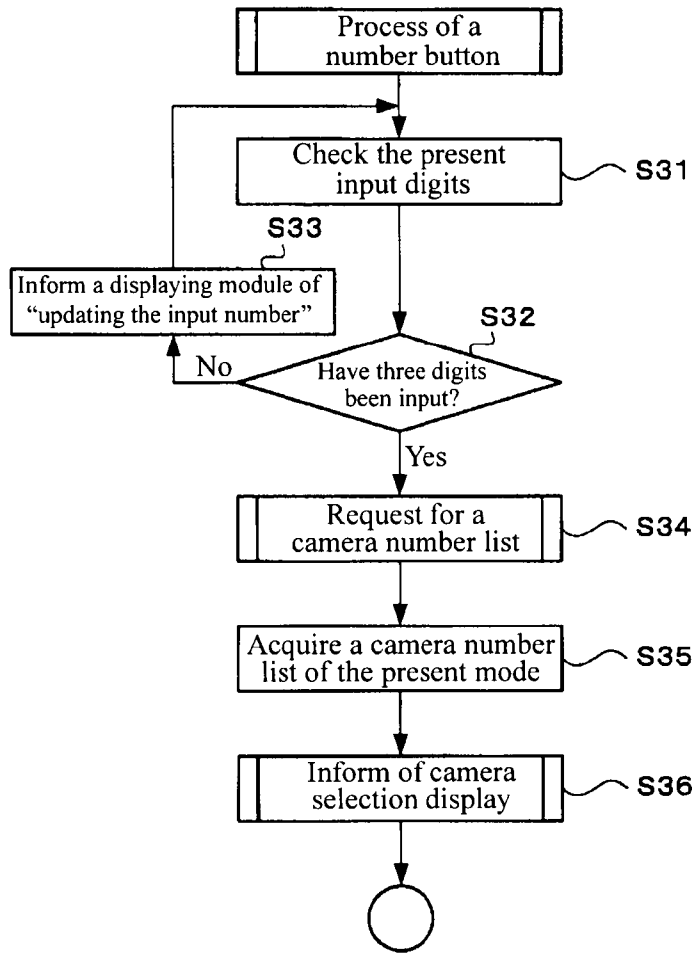 Process of a
number button
Check the present
input digits
S31
S33
Inform a displaying module of
“updating the input number”
S32
Have three digits
been input?
No
Yes
Request for a
camera number list
S34
Acquire a camera number
list of the present mode
S35
Inform of camera
selection display
S36